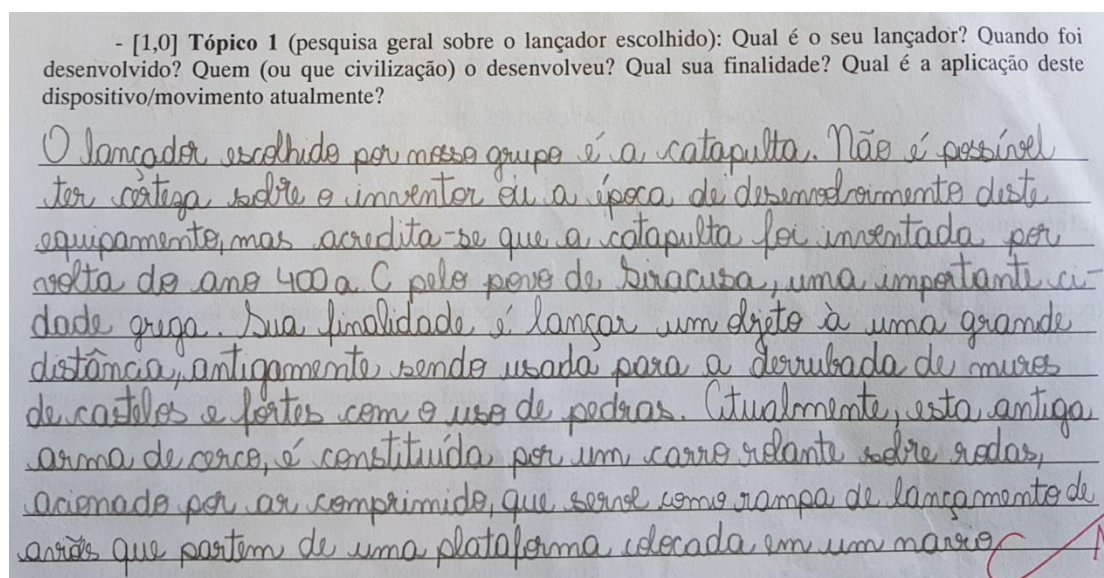 - [1,0] Tópico 1 (pesquisa geral sobre o lançador escolhido): Qual é o seu lançador? Quando foi
desenvolvido? Quem (ou que civilização) o desenvolveu? Qual sua finalidade? Qual é a aplicação deste
dispositivo/movimento atualmente?
O lançador escolhido por nosso grupo é a catapulta. Não é possível
ter certeza sobre o inventor ou a época de desenvolvimento deste
equipamento, mas acredita-se que a catapulta foi inventada por
volta do ano 400 a C pelo povo de Siracusa, uma importante ci-
dade grega. Sua finalidade é lançar um objeto à uma grande
distância, antigamente sendo usada para a derrubada de muros
de castelos e fortes com o uso de pedras. Atualmente, esta antiga
arma de cerco, é constituída por um carro rolante sobre rodas,
acionado por ar comprimido, que serve como rampa de lançamento de
aviões que partem de uma plataforma colocada em um navio